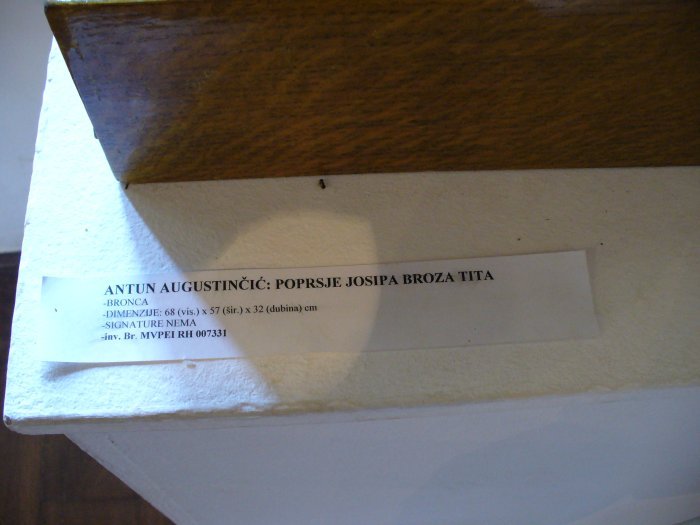 ANTUN AUGUSTINČIĆ: POPRSJE JOSIPA BROZA TITA
-BRONCA
-DIMENZIJE: 68 (vis.) x 57 (šir.) x 32 (dubina) cm
-SIGNATURE NEMA
-inv. Br. MVPEI RH 007331